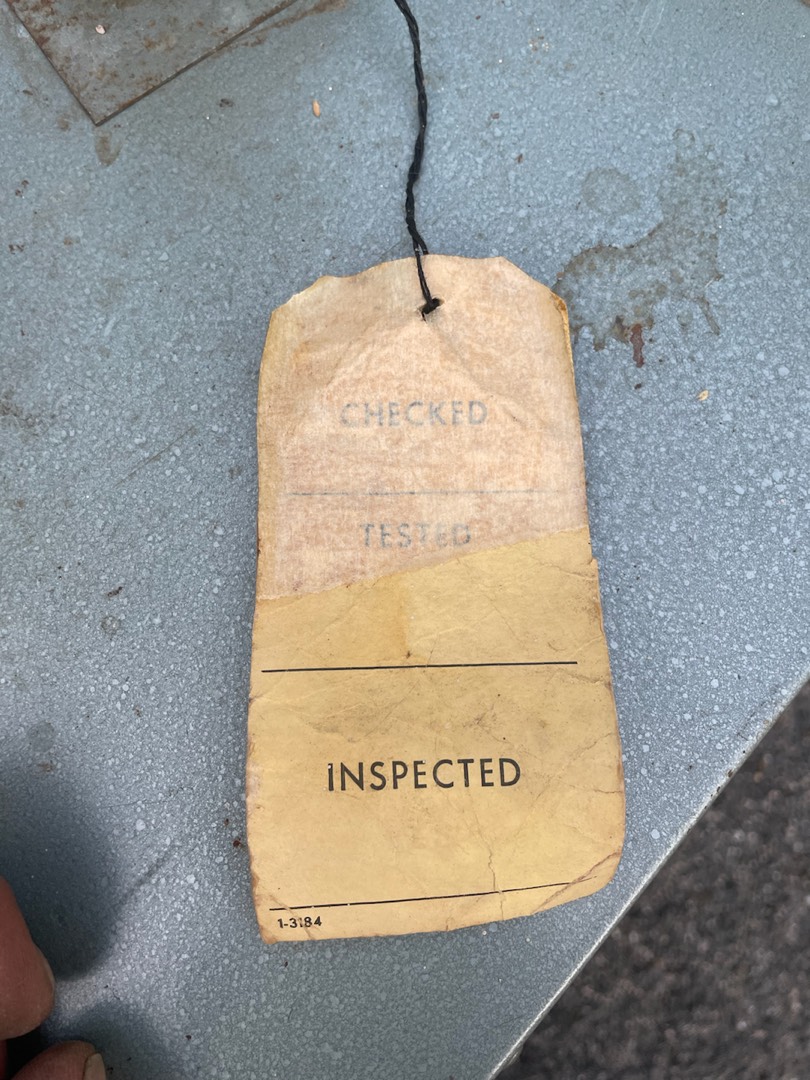 CHECKED
TESTED
INSPECTED
1-3184